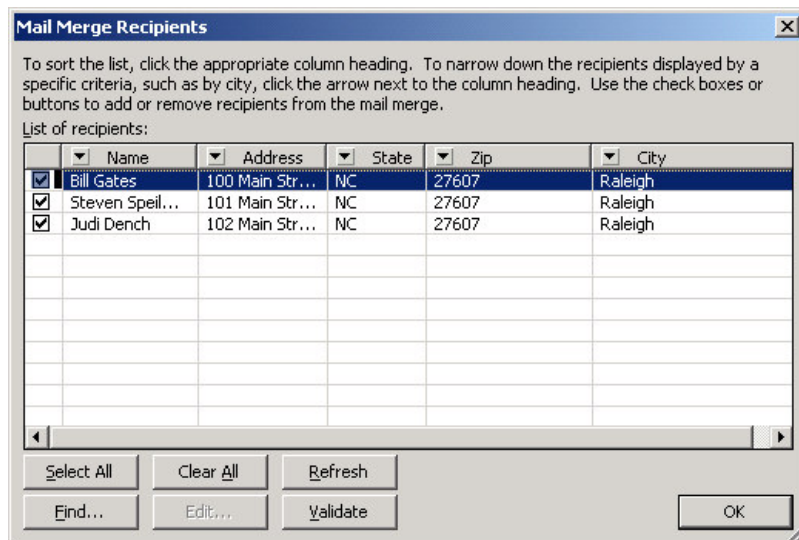 Mail Merge Recipients
To sort the list, click the appropriate column heading. To narrow down the recipients displayed by a
specific criteria, such as by city, click the arrow next to the column heading. Use the check boxes or
buttons to add or remove recipients from the mail merge.
List of recipients:
Name Address State Zip City
Bill Gates 100 Main Str... NC 27607 Raleigh
Steven Speil... 101 Main Str... NC 27607 Raleigh
Judi Dench 102 Main Str... NC 27607 Raleigh
Select All Clear All Refresh
Find... Edit... Validate OK